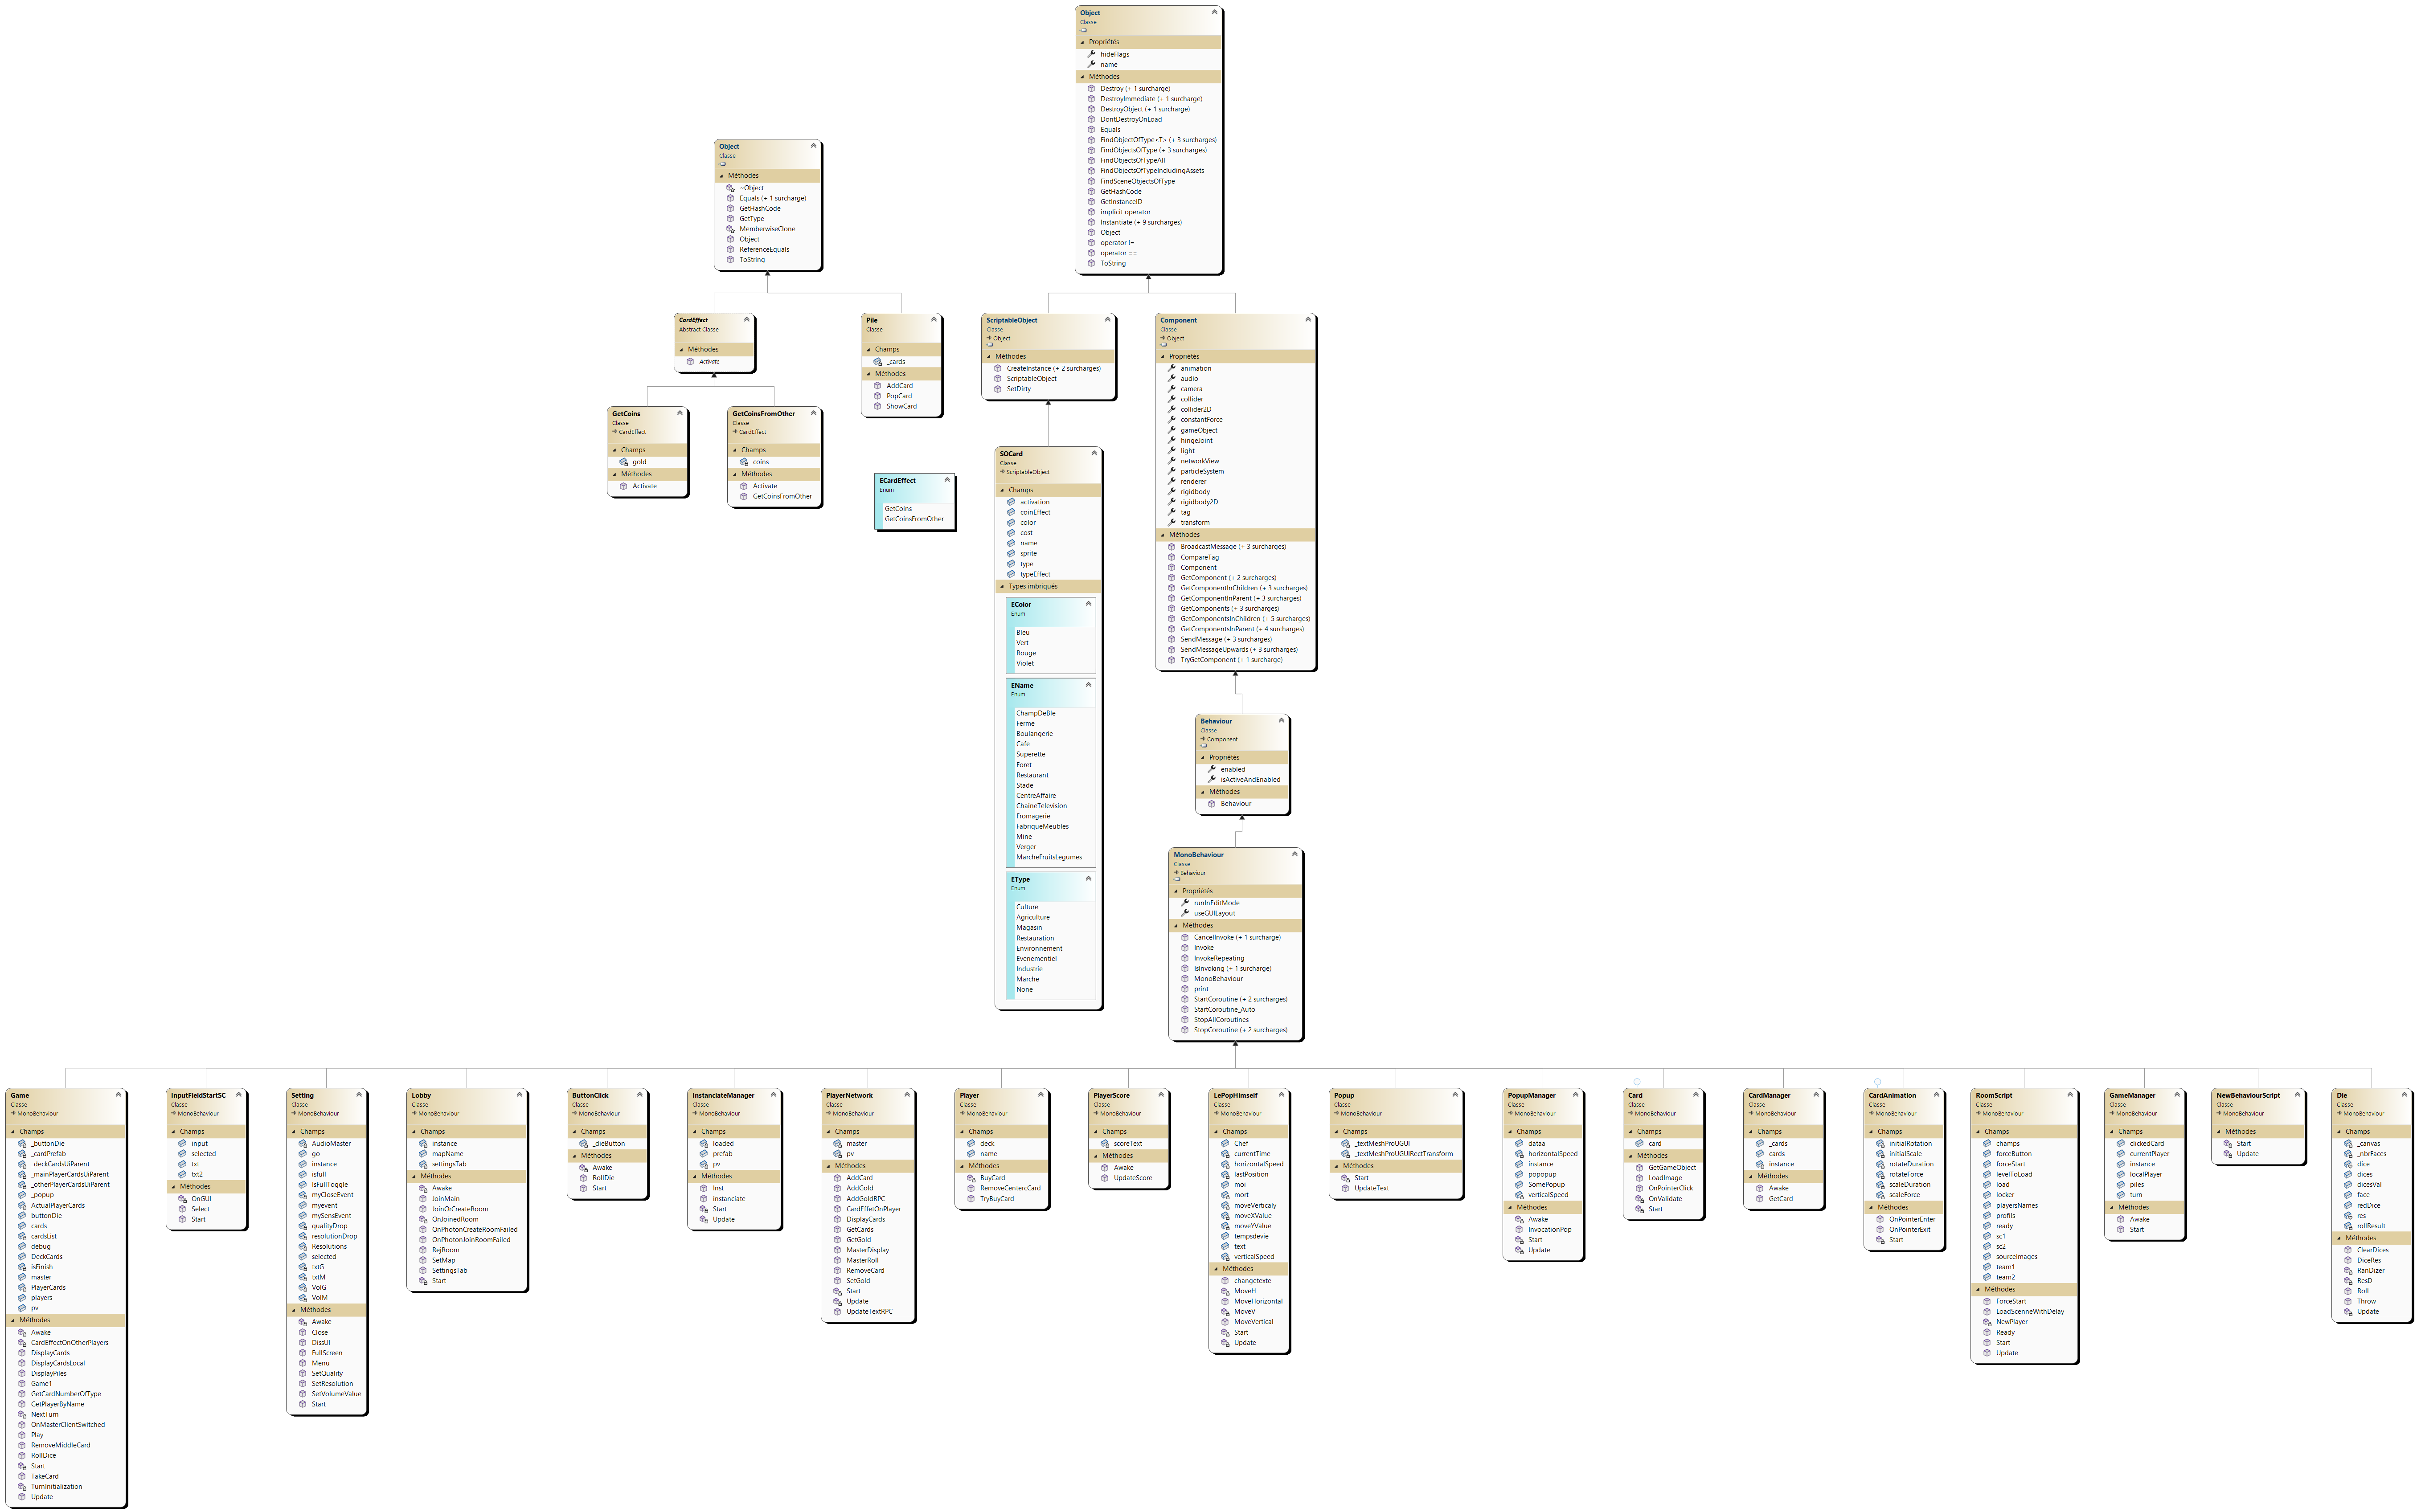 Object
Classe
Propriétés
hideFlags
name
Méthodes
Destroy (+ 1 surcharge)
DestroyImmediate (+ 1 surcharge)
DestroyObject (+ 1 surcharge)
DontDestroyOnLoad
Equals
FindObjectOfType<T> (+ 3 surcharges)
FindObjectsOfType (+ 3 surcharges)
FindObjectsOfTypeAll
FindObjectsOfTypeIncludingAssets
FindSceneObjectsOfType
GetHashCode
GetInstanceID
implicit operator
Instantiate (+ 9 surcharges)
Object
operator !=
operator ==
ToString
Object
Classe
Méthodes
~Object
Equals (+ 1 surcharge)
GetHashCode
GetType
MemberwiseClone
Object
ReferenceEquals
ToString
CardEffect
Abstract Classe
Méthodes
Activate
Pile
Classe
Champs
_cards
Méthodes
AddCard
PopCard
ShowCard
ScriptableObject
Classe
Object
Méthodes
CreateInstance (+ 2 surcharges)
ScriptableObject
SetDirty
Component
Classe
Object
Propriétés
animation
audio
camera
collider
collider2D
constantForce
gameObject
hingeJoint
light
networkView
particleSystem
renderer
rigidbody
rigidbody2D
tag
transform
Méthodes
BroadcastMessage (+ 3 surcharges)
CompareTag
Component
GetComponent (+ 2 surcharges)
GetComponentInChildren (+ 3 surcharges)
GetComponentInParent (+ 3 surcharges)
GetComponents (+ 3 surcharges)
GetComponentsInChildren (+ 5 surcharges)
GetComponentsInParent (+ 4 surcharges)
SendMessage (+ 3 surcharges)
SendMessageUpwards (+ 3 surcharges)
TryGetComponent (+ 1 surcharge)
GetCoins
Classe
CardEffect
Champs
gold
Méthodes
Activate
GetCoinsFromOther
Classe
CardEffect
Champs
coins
Méthodes
Activate
GetCoinsFromOther
ECardEffect
Enum
GetCoins
GetCoinsFromOther
SOCard
Classe
ScriptableObject
Champs
activation
coinEffect
color
cost
name
sprite
type
typeEffect
Types imbriqués
EColor
Enum
Bleu
Vert
Rouge
Violet
EName
Enum
ChampDeBle
Ferme
Boulangerie
Cafe
Superette
Foret
Restaurant
Stade
CentreAffaire
ChaineTelevision
Fromagerie
FabriqueMeubles
Mine
Verger
MarcheFruitsLegumes
EType
Enum
Culture
Agriculture
Magasin
Restauration
Environnement
Evenementiel
Industrie
Marche
None
Behaviour
Classe
Component
Propriétés
enabled
isActiveAndEnabled
Méthodes
Behaviour
MonoBehaviour
Classe
Behaviour
Propriétés
runInEditMode
useGUILayout
Méthodes
CancelInvoke (+ 1 surcharge)
Invoke
InvokeRepeating
IsInvoking (+ 1 surcharge)
MonoBehaviour
print
StartCoroutine (+ 2 surcharges)
StartCoroutine_Auto
StopAllCoroutines
StopCoroutine (+ 2 surcharges)
Game
Classe
MonoBehaviour
Champs
_buttonDie
_cardPrefab
_deckCardsUiParent
_mainPlayerCardsUiParent
_otherPlayerCardsUiParent
_popup
ActualPlayerCards
buttonDie
cards
cardsList
debug
DeckCards
isFinish
master
PlayerCards
players
pv
Méthodes
Awake
CardEffectOnOtherPlayers
DisplayCards
DisplayCardsLocal
DisplayPiles
Game1
GetCardNumberOfType
GetPlayerByName
NextTurn
OnMasterClientSwitched
Play
RemoveMiddleCard
RollDice
Start
TakeCard
TurnInitialization
Update
InputFieldStartSC
Classe
MonoBehaviour
Champs
input
selected
txt
txt2
Méthodes
OnGUI
Select
Start
Setting
Classe
MonoBehaviour
Champs
AudioMaster
go
instance
IsFullToggle
myCloseEvent
myevent
mySensEvent
qualityDrop
resolutionDrop
Resolutions
selected
txtG
txtM
VolG
VolM
Méthodes
Awake
Close
DissUI
FullScreen
Menu
SetQuality
SetResolution
SetVolumeValue
Start
Lobby
Classe
MonoBehaviour
Champs
instance
mapName
settingsTab
Méthodes
Awake
JoinMain
JoinOrCreateRoom
OnJoinedRoom
OnPhotonCreateRoomFailed
OnPhotonJoinRoomFailed
RejRoom
SetMap
SettingsTab
Start
ButtonClick
Classe
MonoBehaviour
Champs
_dieButton
Méthodes
Awake
RollDie
Start
InstanciateManager
Classe
MonoBehaviour
Champs
loaded
prefab
pv
Méthodes
Inst
instanciate
Start
Update
PlayerNetwork
Classe
MonoBehaviour
Champs
master
pv
Méthodes
AddCard
AddGold
AddGoldRPC
CardEffetOnPlayer
DisplayCards
GetCards
GetGold
MasterDisplay
MasterRoll
RemoveCard
SetGold
Start
Update
UpdateTextRPC
Player
Classe
MonoBehaviour
Champs
deck
name
Méthodes
BuyCard
RemoveCentercCard
TryBuyCard
PlayerScore
Classe
MonoBehaviour
Champs
scoreText
Méthodes
Awake
UpdateScore
LePopHimself
Classe
MonoBehaviour
Champs
Chef
currentTime
horizontalSpeed
lastPosition
moi
mort
moveVerticaly
moveXValue
moveYValue
tempsdevie
text
verticalSpeed
Méthodes
changetexte
MoveH
MoveHorizontal
MoveV
MoveVertical
Start
Update
Popup
Classe
MonoBehaviour
Champs
_textMeshProUGUI
_textMeshProUGUIRectTransform
Méthodes
Start
UpdateText
PopupManager
Classe
MonoBehaviour
Champs
dataa
horizontalSpeed
instance
popopup
SomePopup
verticalSpeed
Méthodes
Awake
InvocationPop
Start
Update
Card
Classe
MonoBehaviour
Champs
card
Méthodes
GetGameObject
LoadImage
OnPointerClick
OnValidate
Start
CardManager
Classe
MonoBehaviour
Champs
_cards
cards
instance
Méthodes
Awake
GetCard
CardAnimation
Classe
MonoBehaviour
Champs
initialRotation
initialScale
rotateDuration
rotateForce
scaleDuration
scaleForce
Méthodes
OnPointerEnter
OnPointerExit
Start
RoomScript
Classe
MonoBehaviour
Champs
champs
forceButton
forceStart
levelToLoad
load
locker
playersNames
profils
ready
sc1
sc2
sourceImages
team1
team2
Méthodes
ForceStart
LoadScenneWithDelay
NewPlayer
Ready
Start
Update
GameManager
Classe
MonoBehaviour
Champs
clickedCard
currentPlayer
instance
localPlayer
piles
turn
Méthodes
Awake
Start
NewBehaviourScript
Classe
MonoBehaviour
Méthodes
Start
Update
Die
Classe
MonoBehaviour
Champs
_canvas
_nbrFaces
dice
dices
dicesVal
face
redDice
res
rollResult
Méthodes
ClearDices
DiceRes
RanDizer
ResD
Roll
Throw
Update